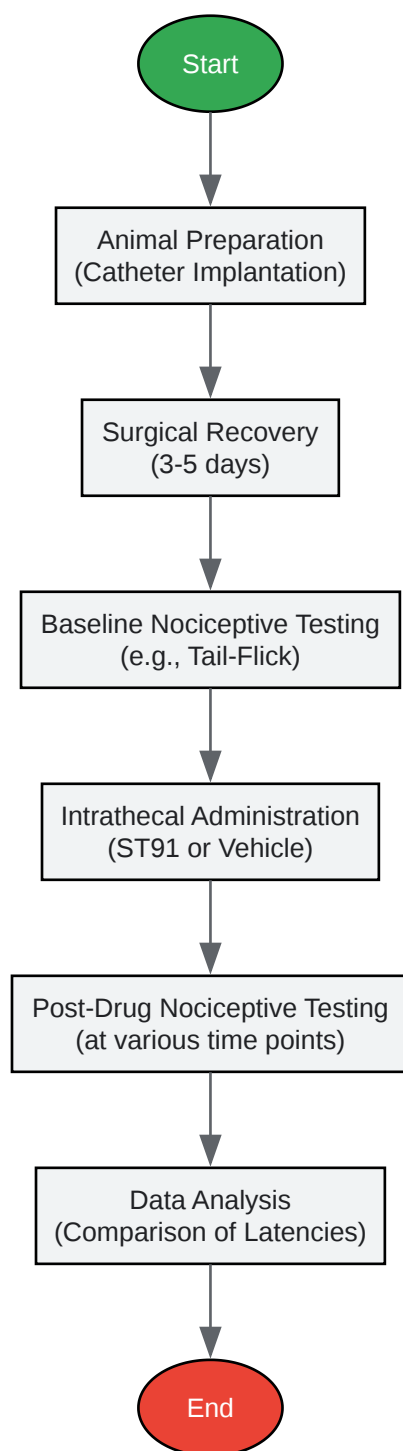 Start
Animal Preparation
(Catheter Implantation)
Surgical Recovery
(3-5 days)
Baseline Nociceptive Testing
(e.g., Tail-Flick)
Intrathecal Administration
(ST91 or Vehicle)
Post-Drug Nociceptive Testing
(at various time points)
Data Analysis
(Comparison of Latencies)
End